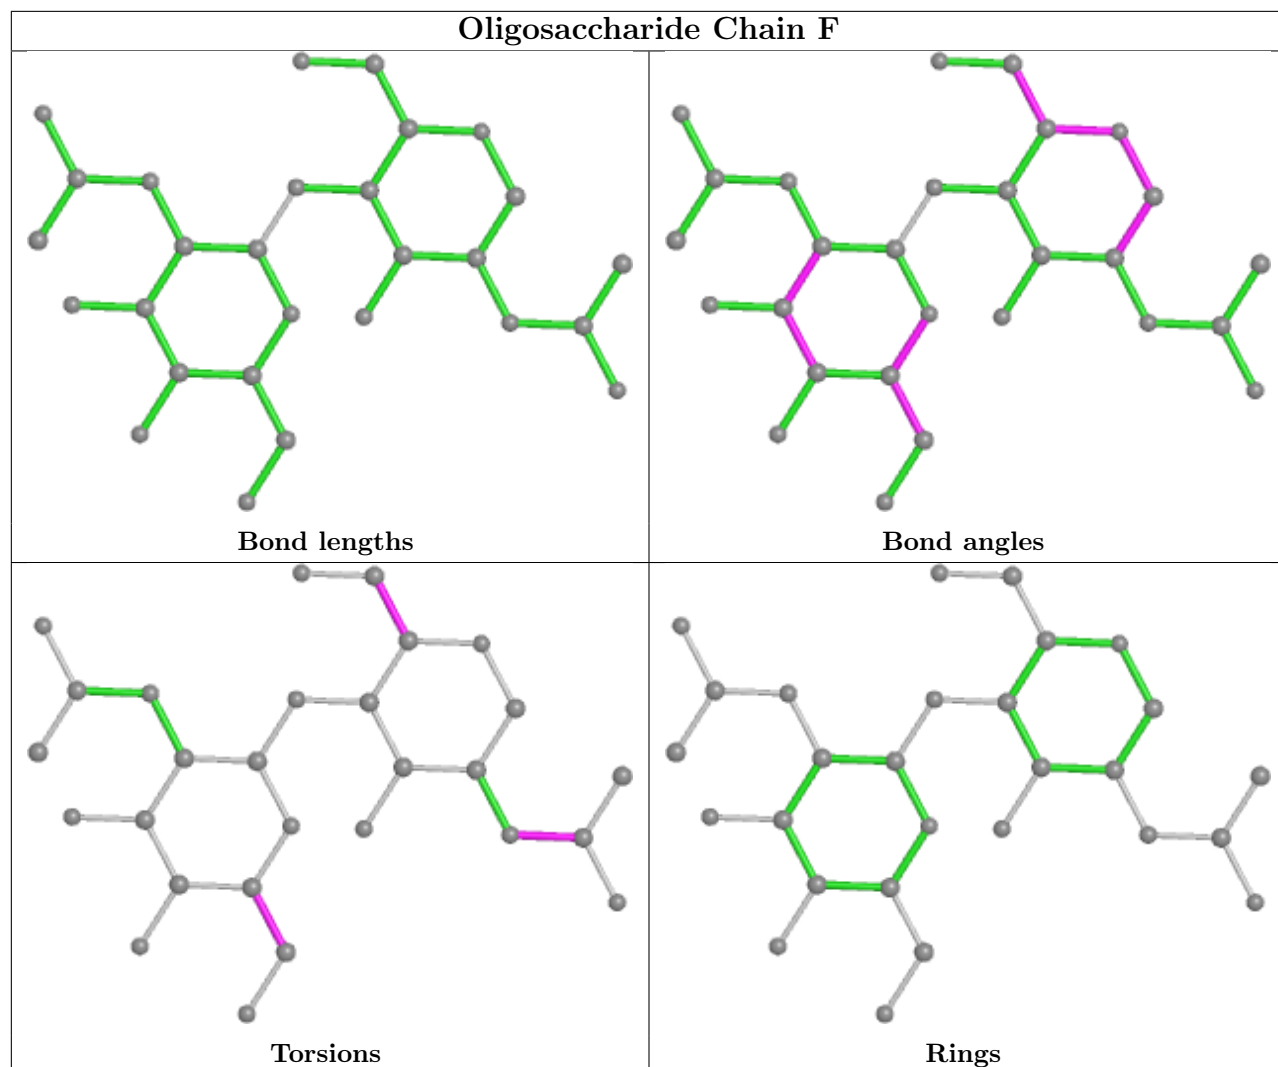 Oligosaccharide Chain F
Bond lengths
Bond angles
Torsions
Rings